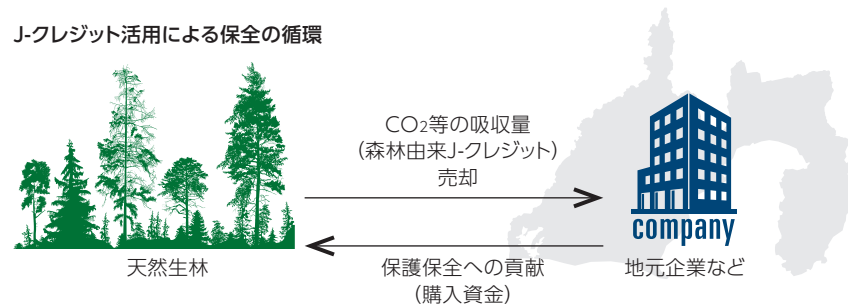 J-クレジット活用による保全の循環
CO2等の吸収量
（森林由来J-クレジット）
売却
company
天然生林
保護保全への貢献
（購入資金）
地元企業など